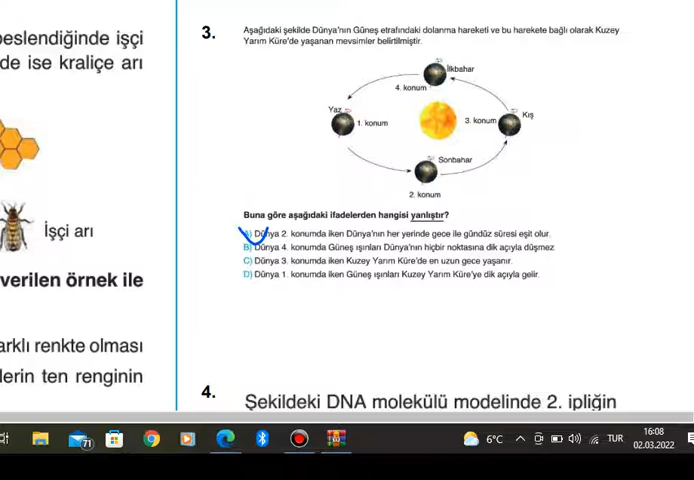 beslendiğinde işçi
de ise kraliçe arı
İşçi arı
verilen örnek ile
arklı renkte olması
lerin ten renginin
3. Aşağıdaki şekilde Dünya'nın Güneş etrafındaki dolanma hareketi ve bu harekete bağlı olarak Kuzey
Yarım Küre'de yaşanan mevsimler belirtilmiştir.
İlkbahar
4. konum
Yaz
1. konum
3. konum
Kış
Sonbahar
2. konum
Buna göre aşağıdaki ifadelerden hangisi yanlıştır?
A) Dünya 2. konumda iken Dünya'nın her yerinde gece ile gündüz süresi eşit olur.
B) Dünya 4. konumda Güneş ışınları Dünya'nın hiçbir noktasına dik açıyla düşmez.
C) Dünya 3. konumda iken Kuzey Yarım Küre'de en uzun gece yaşanır.
D) Dünya 1. konumda iken Güneş ışınları Kuzey Yarım Küre'ye dik açıyla gelir.
4. Şekildeki DNA molekülü modelinde 2. ipliğin
71
6°C
TUR
16:08
02.03.2022